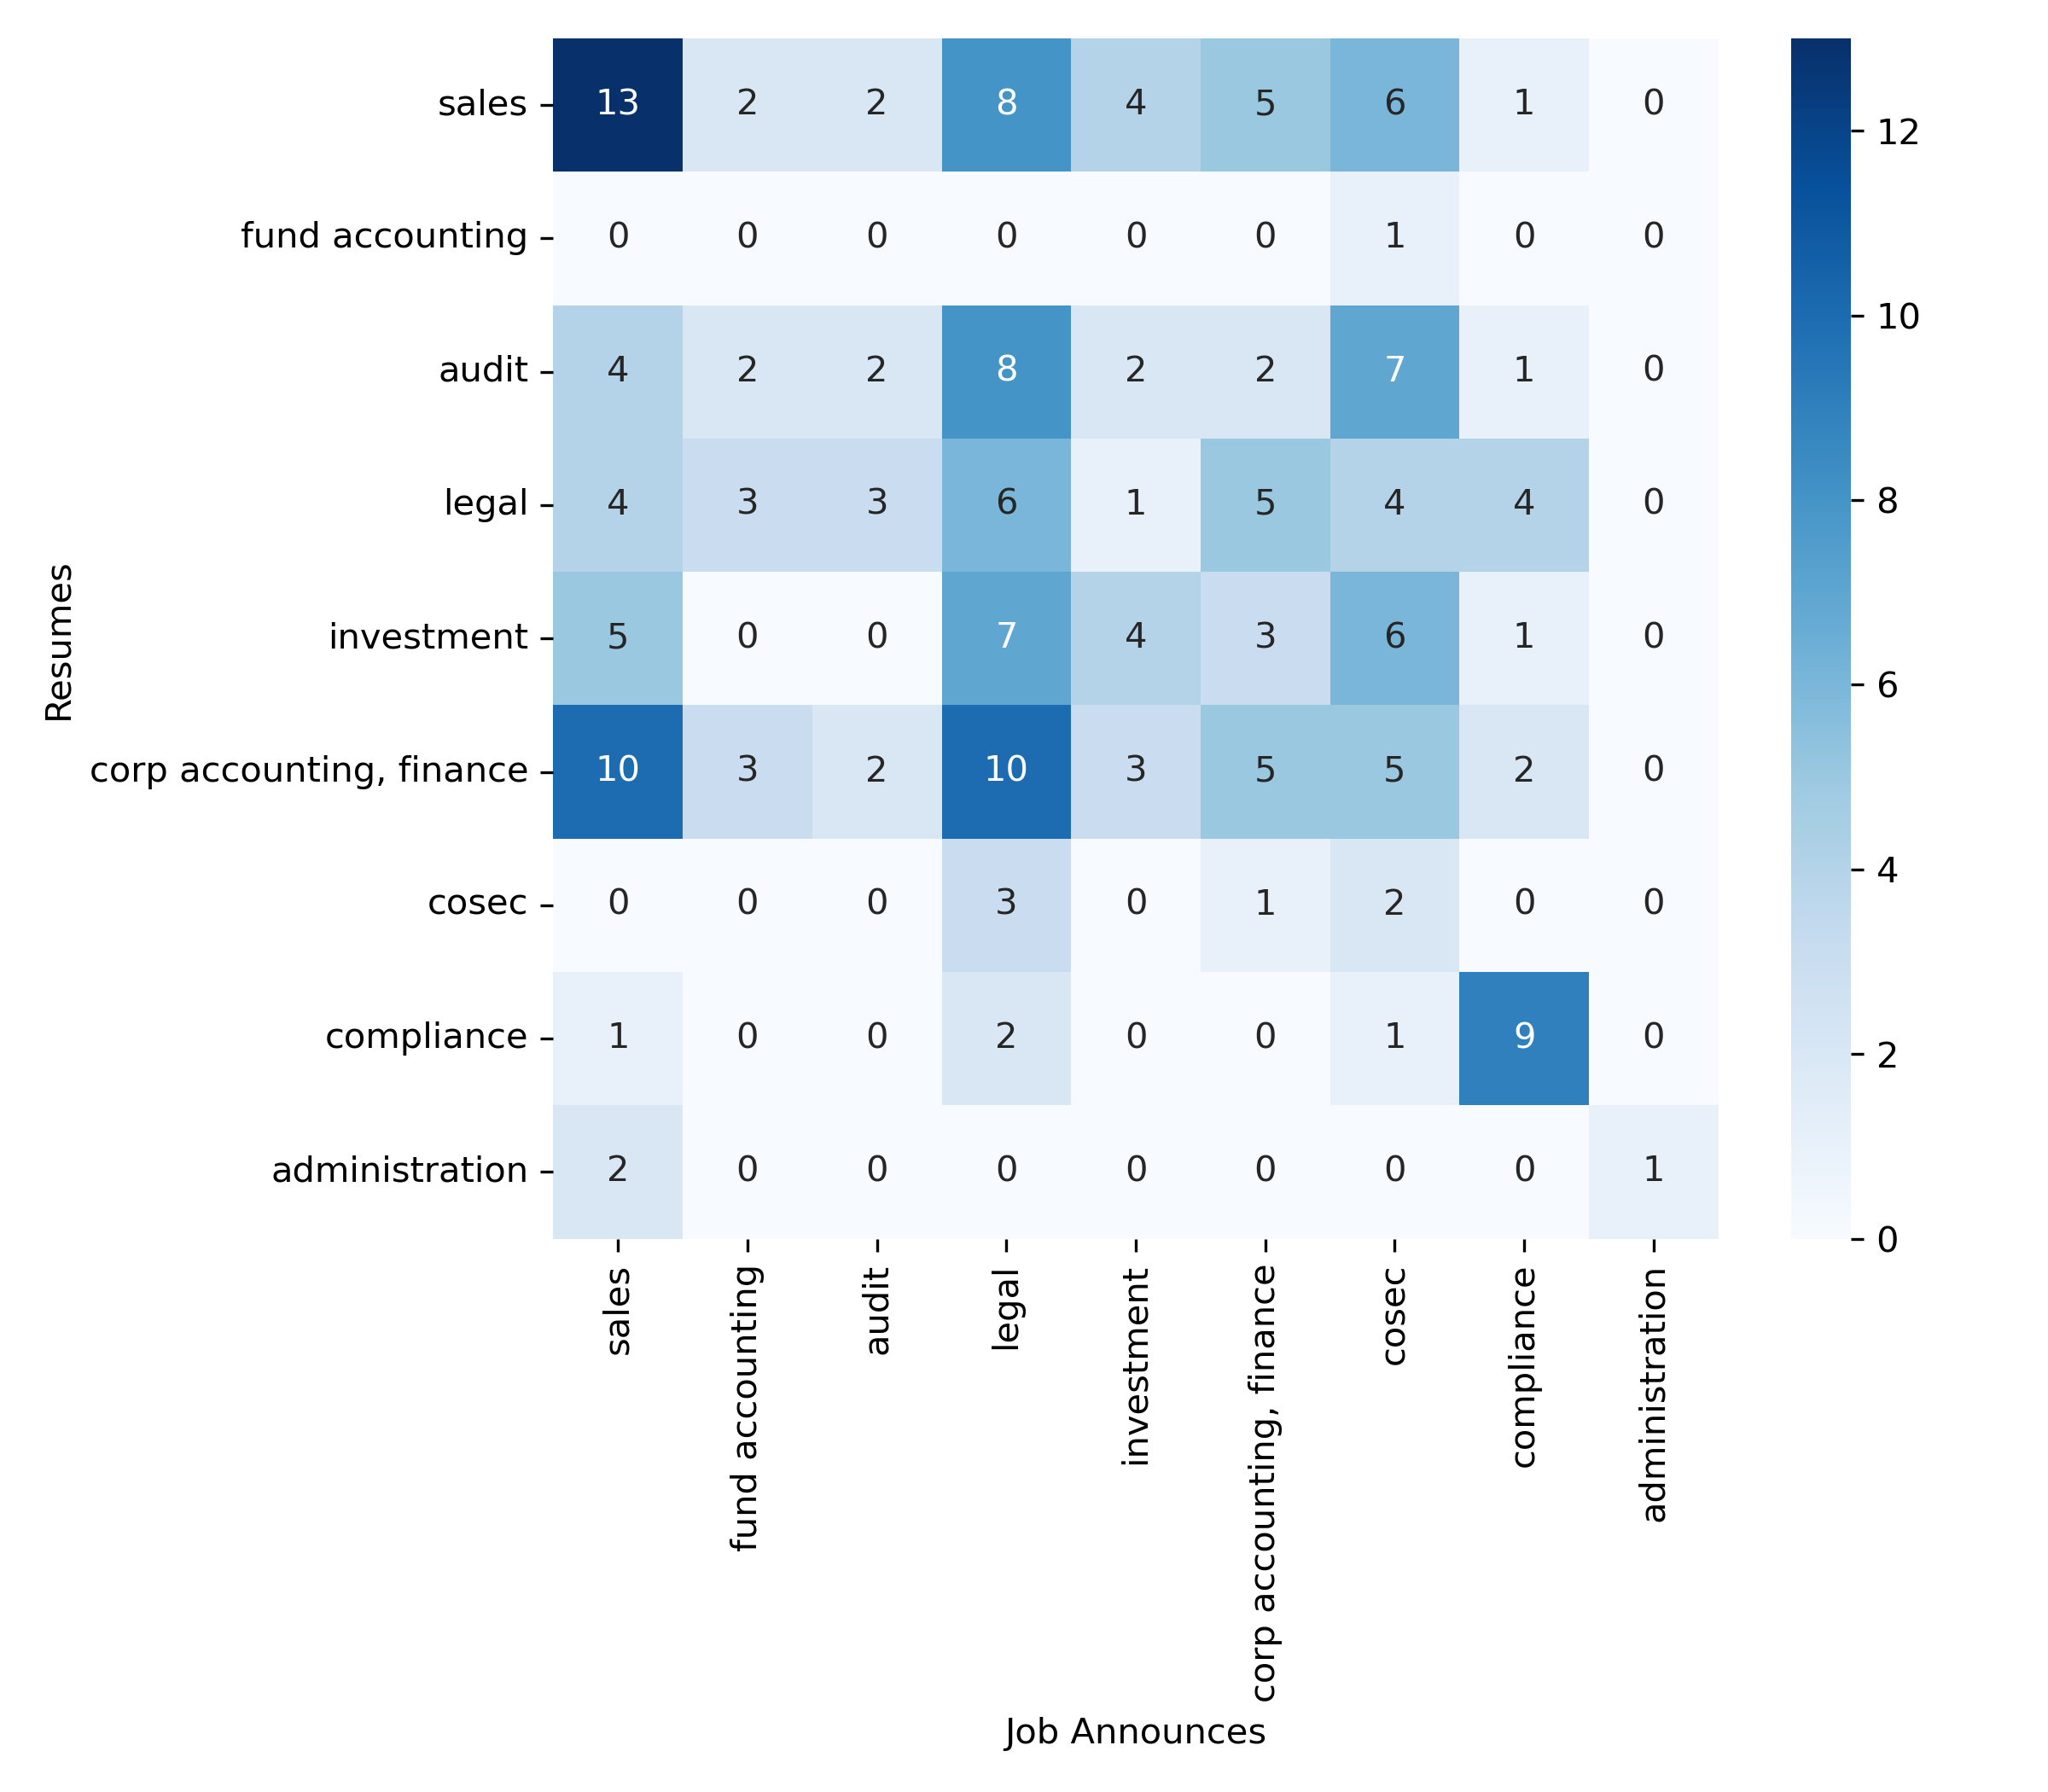 sales 13 2 2 8 4 5 6 1 0
fund accounting 0 0 0 0 0 0 1 0 0
audit 4 2 2 8 2 2 7 1 0
legal 4 3 3 6 1 5 4 4 0
investment 5 0 0 7 4 3 6 1 0
corp accounting, finance 10 3 2 10 3 5 5 2 0
cosec 0 0 0 3 0 1 2 0 0
compliance 1 0 0 2 0 0 1 9 0
administration 2 0 0 0 0 0 0 0 1
Resumes
sales
fund accounting
audit
legal
investment
corp accounting, finance
cosec
compliance
administration
Job Announces
12
10
8
6
4
2
0